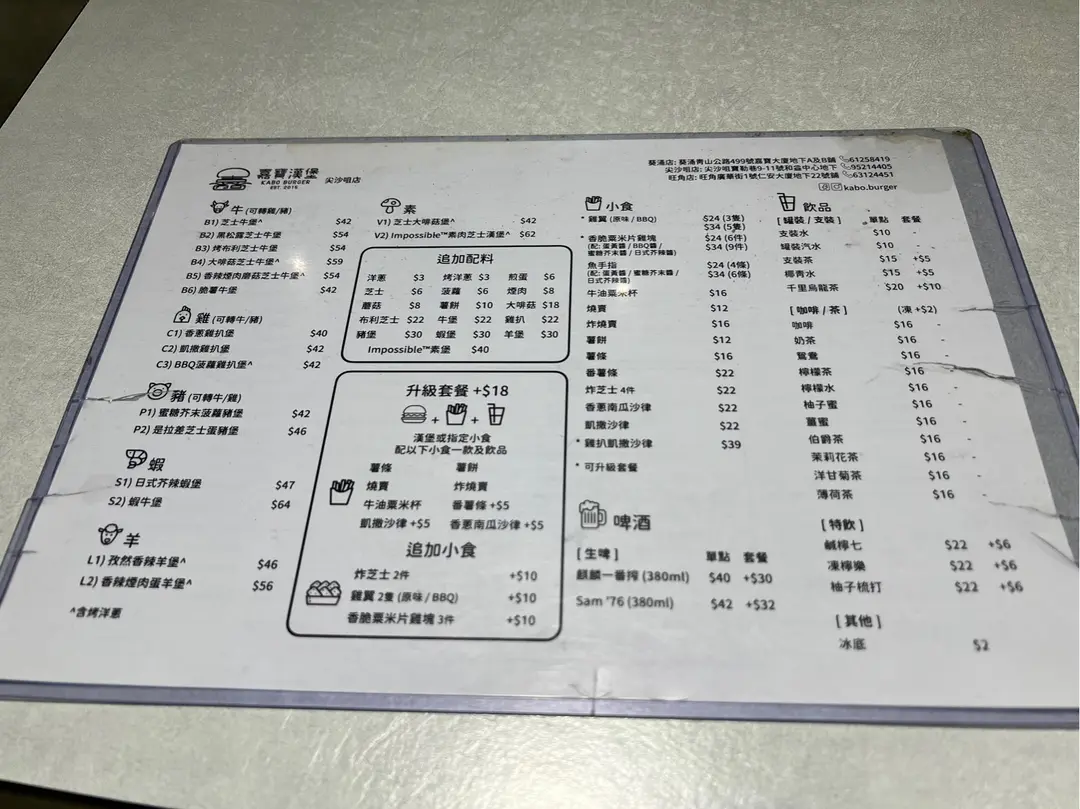 嘉寶漢堡
KABO BURGER
EST. 2015
尖沙咀店
葵涌店: 葵涌青山公路499號嘉寶大廈地下A及B舖 61258419
尖沙咀店: 尖沙咀寶勒巷9-11號和益中心地下 95214405
旺角店: 旺角廣華街1號仁安大廈地下22號舖 63124451
kabo.burger
牛 (可轉雞/豬)
B1) 芝士牛堡^ $42
B2) 黑松露芝士牛堡 $54
B3) 烤布利芝士牛堡 $54
B4) 大啡菇芝士牛堡^ $59
B5) 香辣煙肉磨菇芝士牛堡^ $54
B6) 脆薯牛堡 $42
雞 (可轉牛/豬)
C1) 香蔥雞扒堡 $40
C2) 凱撒雞扒堡 $42
C3) BBQ菠蘿雞扒堡^ $42
豬 (可轉牛/雞)
P1) 蜜糖芥末菠蘿豬堡 $42
P2) 是拉差芝士蛋豬堡 $46
蝦
S1) 日式芥辣蝦堡 $47
S2) 蝦牛堡 $64
羊
L1) 孜然香辣羊堡^ $46
L2) 香辣煙肉蛋羊堡^ $56
^含烤洋蔥
素
V1) 芝士大啡菇堡^ $42
V2) Impossible™素肉芝士漢堡^ $62
追加配料
洋蔥 $3 烤洋蔥 $3 煎蛋 $6
芝士 $6 菠蘿 $6 煙肉 $8
蘑菇 $8 薯餅 $10 大啡菇 $18
布利芝士 $22 牛堡 $22 雞扒 $22
豬堡 $30 蝦堡 $30 羊堡 $30
Impossible™素堡 $40
升級套餐 +$18
+ +
漢堡或指定小食
配以下小食一款及飲品
薯條 薯餅
燒賣 炸燒賣
牛油粟米杯 番薯條 +$5
凱撒沙律 +$5 香蔥南瓜沙律 +$5
追加小食
炸芝士 2件 +$10
雞翼 2隻 (原味 / BBQ) +$10
香脆粟米片雞塊 3件 +$10
小食
* 雞翼 (原味 / BBQ) $24 (3隻)
$34 (5隻)
* 香脆粟米片雞塊 $24 (6件)
(配: 蛋黃醬 / BBQ醬 / $34 (9件)
蜜糖芥末醬 / 日式芥辣醬)
魚手指 $24 (4條)
(配: 蛋黃醬 / 蜜糖芥末醬 / $34 (6條)
日式芥辣醬)
牛油粟米杯 $16
燒賣 $12
炸燒賣 $16
薯餅 $12
薯條 $16
番薯條 $22
炸芝士 4件 $22
香蔥南瓜沙律 $22
凱撒沙律 $22
* 雞扒凱撒沙律 $39
* 可升級套餐
啤酒
[ 生啤 ] 單點 套餐
麒麟一番搾 (380ml) $40 +$30
Sam '76 (380ml) $42 +$32
飲品
[ 罐裝 / 支裝 ] 單點 套餐
支裝水 $10 -
罐裝汽水 $10 -
支裝茶 $15 +$5
椰青水 $15 +$5
千里烏龍茶 $20 +$10
[ 咖啡 / 茶 ] (凍 +$2)
咖啡 $16 -
奶茶 $16 -
鴛鴦 $16 -
檸檬茶 $16 -
檸檬水 $16 -
柚子蜜 $16 -
薑蜜 $16 -
伯爵茶 $16 -
茉莉花茶 $16 -
洋甘菊茶 $16 -
薄荷茶 $16 -
[ 特飲 ]
鹹檸七 $22 +$6
凍檸樂 $22 +$6
柚子梳打 $22 +$6
[ 其他 ]
冰底 $2